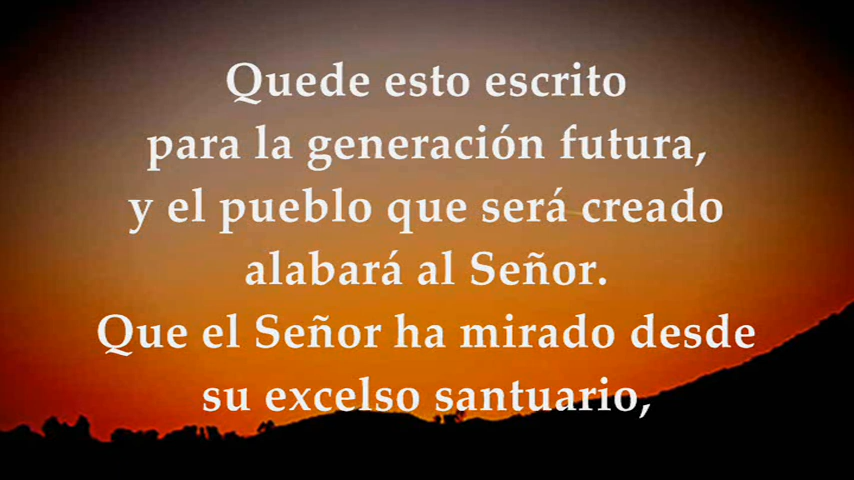 Quede esto escrito
para la generación futura,
y el pueblo que será creado
alabará al Señor.
Que el Señor ha mirado desde
su excelso santuario,